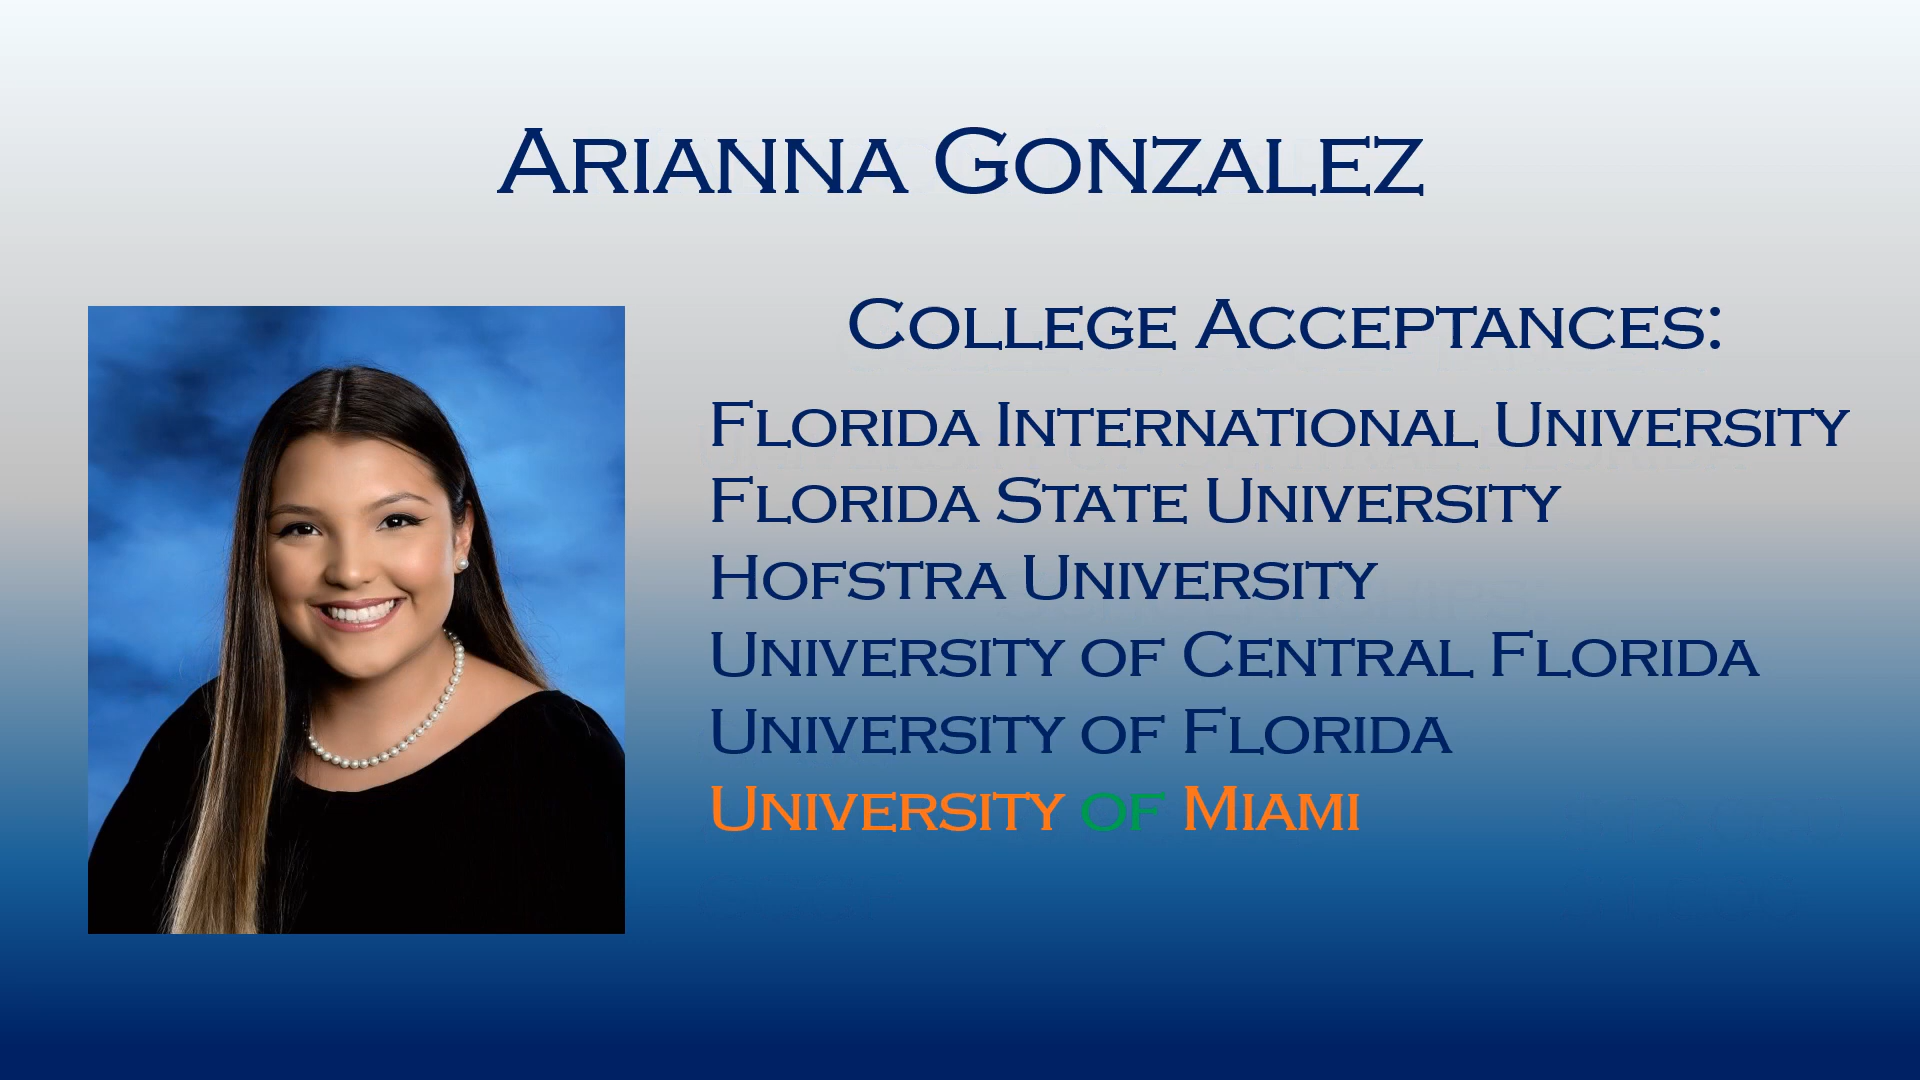 Arianna Gonzalez
College Acceptances:
Florida International University
Florida State University
Hofstra University
University of Central Florida
University of Florida
University of Miami